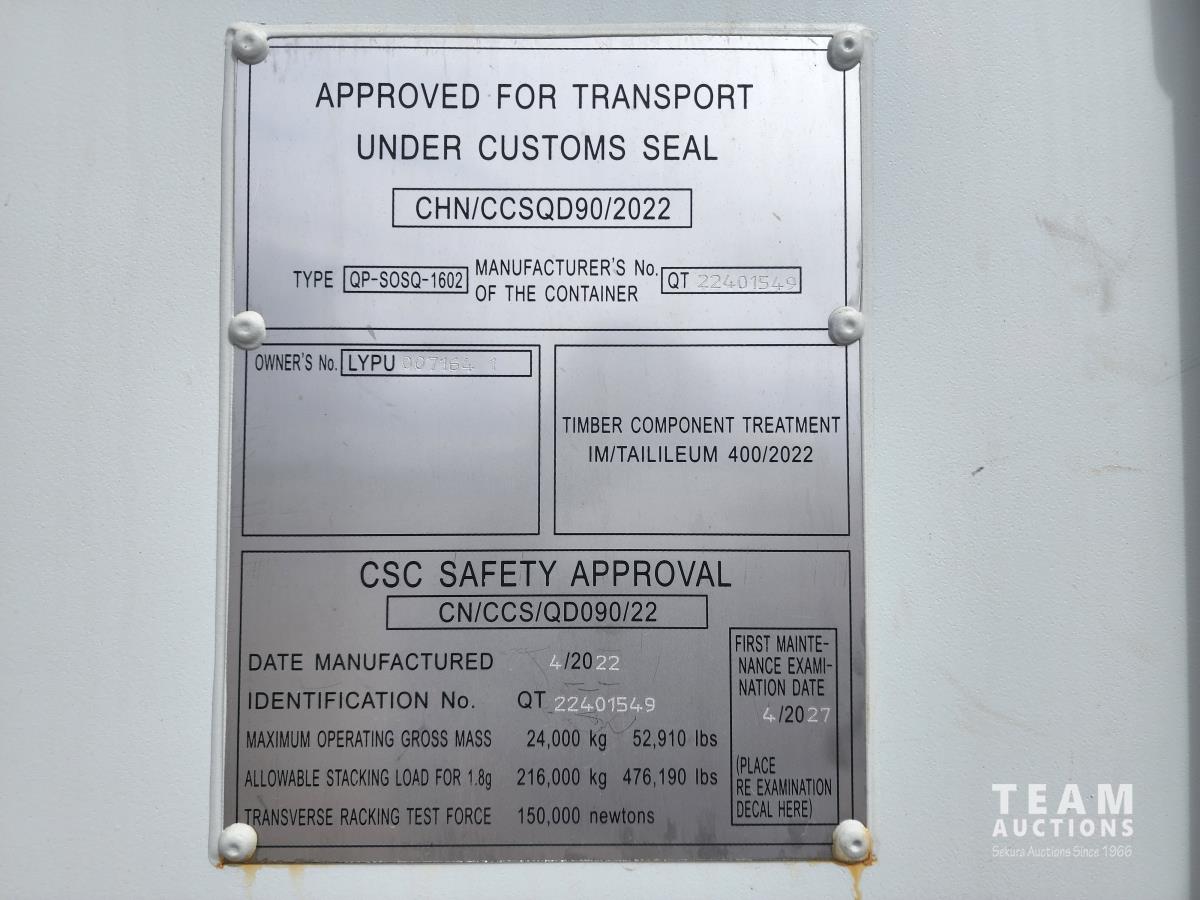 APPROVED FOR TRANSPORT
UNDER CUSTOMS SEAL
CHN/CCSQD90/2022
TYPE QP-SOSQ-1602 MANUFACTURER'S No. OF THE CONTAINER QT 22401549
OWNER'S No. LYPU 007164 1
TIMBER COMPONENT TREATMENT
IM/TAILILEUM 400/2022
CSC SAFETY APPROVAL
CN/CCS/QD090/22
DATE MANUFACTURED 4/2022
IDENTIFICATION No. QT 22401549
MAXIMUM OPERATING GROSS MASS 24,000 kg 52,910 lbs
ALLOWABLE STACKING LOAD FOR 1.8g 216,000 kg 476,190 lbs
TRANSVERSE RACKING TEST FORCE 150,000 newtons
FIRST MAINTE-
NANCE EXAMI-
NATION DATE
4/2027
(PLACE
RE EXAMINATION
DECAL HERE)
TEAM
AUCTIONS
Sekura Auctions Since 1966